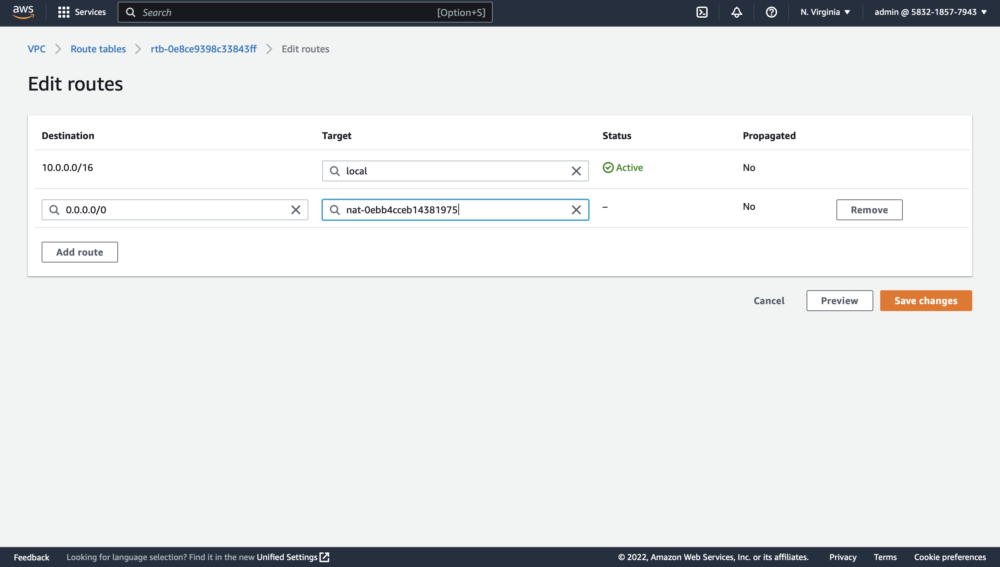 aws Services Search [Option+S] N. Virginia ▼ admin @ 5832-1857-7943 ▼
VPC > Route tables > rtb-0e8ce9398c33843ff > Edit routes
Edit routes
Destination Target Status Propagated
10.0.0.0/16 local Active No
0.0.0.0/0 nat-0ebb4cceb14381975 – No Remove
Add route
Cancel Preview Save changes
Feedback Looking for language selection? Find it in the new Unified Settings © 2022, Amazon Web Services, Inc. or its affiliates. Privacy Terms Cookie preferences